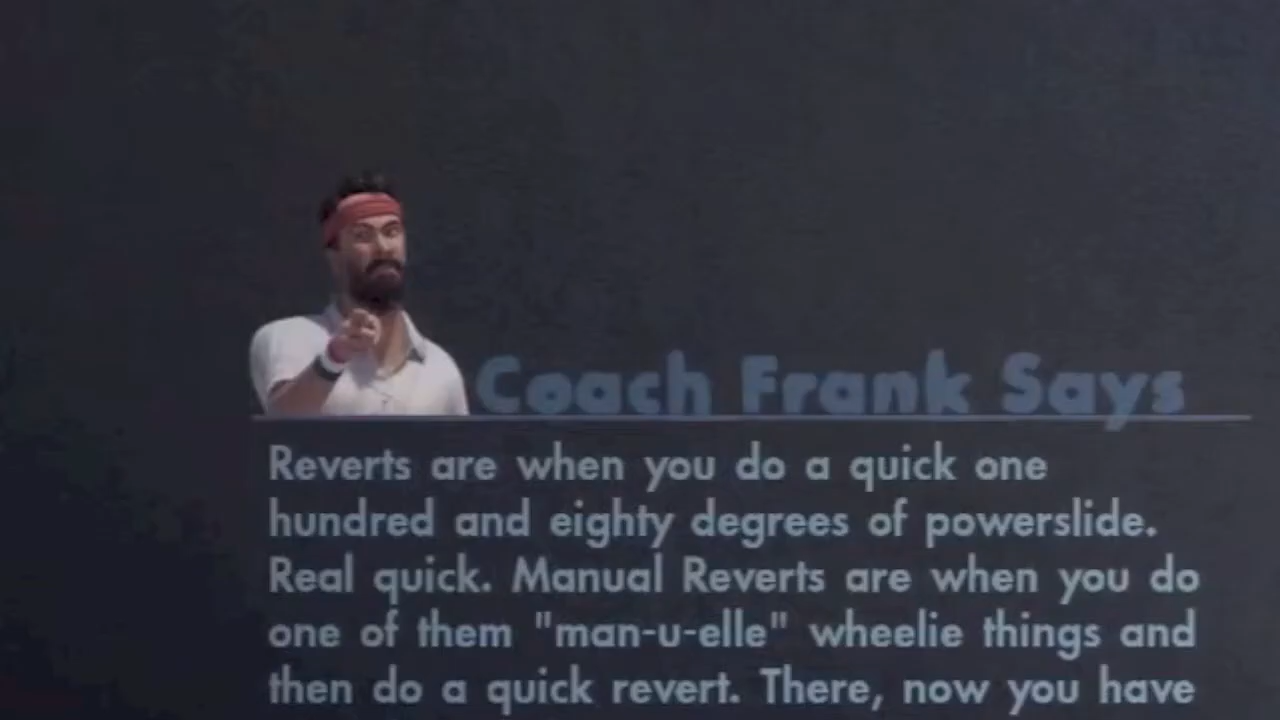 Coach Frank Says
Reverts are when you do a quick one
hundred and eighty degrees of powerslide.
Real quick. Manual Reverts are when you do
one of them "man-u-elle" wheelie things and
then do a quick revert. There, now you have